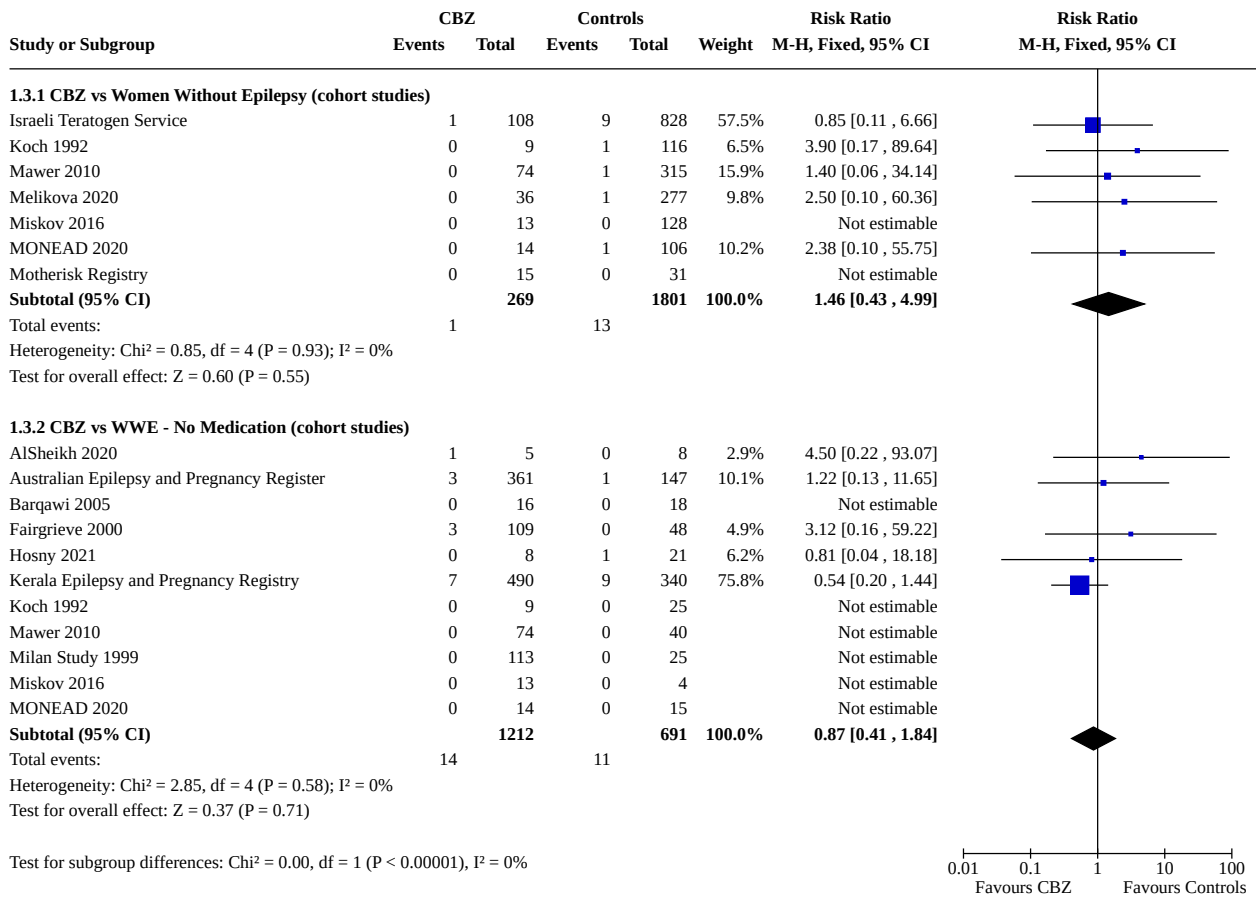 CBZ Controls Risk Ratio Risk Ratio
Study or Subgroup Events Total Events Total Weight M-H, Fixed, 95% CI M-H, Fixed, 95% CI
1.3.1 CBZ vs Women Without Epilepsy (cohort studies)
Israeli Teratogen Service 1 108 9 828 57.5% 0.85 [0.11 , 6.66]
Koch 1992 0 9 1 116 6.5% 3.90 [0.17 , 89.64]
Mawer 2010 0 74 1 315 15.9% 1.40 [0.06 , 34.14]
Melikova 2020 0 36 1 277 9.8% 2.50 [0.10 , 60.36]
Miskov 2016 0 13 0 128 Not estimable
MONEAD 2020 0 14 1 106 10.2% 2.38 [0.10 , 55.75]
Motherisk Registry 0 15 0 31 Not estimable
Subtotal (95% CI) 269 1801 100.0% 1.46 [0.43 , 4.99]
Total events: 1 13
Heterogeneity: Chi² = 0.85, df = 4 (P = 0.93); I² = 0%
Test for overall effect: Z = 0.60 (P = 0.55)
1.3.2 CBZ vs WWE - No Medication (cohort studies)
AlSheikh 2020 1 5 0 8 2.9% 4.50 [0.22 , 93.07]
Australian Epilepsy and Pregnancy Register 3 361 1 147 10.1% 1.22 [0.13 , 11.65]
Barqawi 2005 0 16 0 18 Not estimable
Fairgrieve 2000 3 109 0 48 4.9% 3.12 [0.16 , 59.22]
Hosny 2021 0 8 1 21 6.2% 0.81 [0.04 , 18.18]
Kerala Epilepsy and Pregnancy Registry 7 490 9 340 75.8% 0.54 [0.20 , 1.44]
Koch 1992 0 9 0 25 Not estimable
Mawer 2010 0 74 0 40 Not estimable
Milan Study 1999 0 113 0 25 Not estimable
Miskov 2016 0 13 0 4 Not estimable
MONEAD 2020 0 14 0 15 Not estimable
Subtotal (95% CI) 1212 691 100.0% 0.87 [0.41 , 1.84]
Total events: 14 11
Heterogeneity: Chi² = 2.85, df = 4 (P = 0.58); I² = 0%
Test for overall effect: Z = 0.37 (P = 0.71)
Test for subgroup differences: Chi² = 0.00, df = 1 (P < 0.00001), I² = 0%
0.01 0.1 1 10 100
Favours CBZ Favours Controls